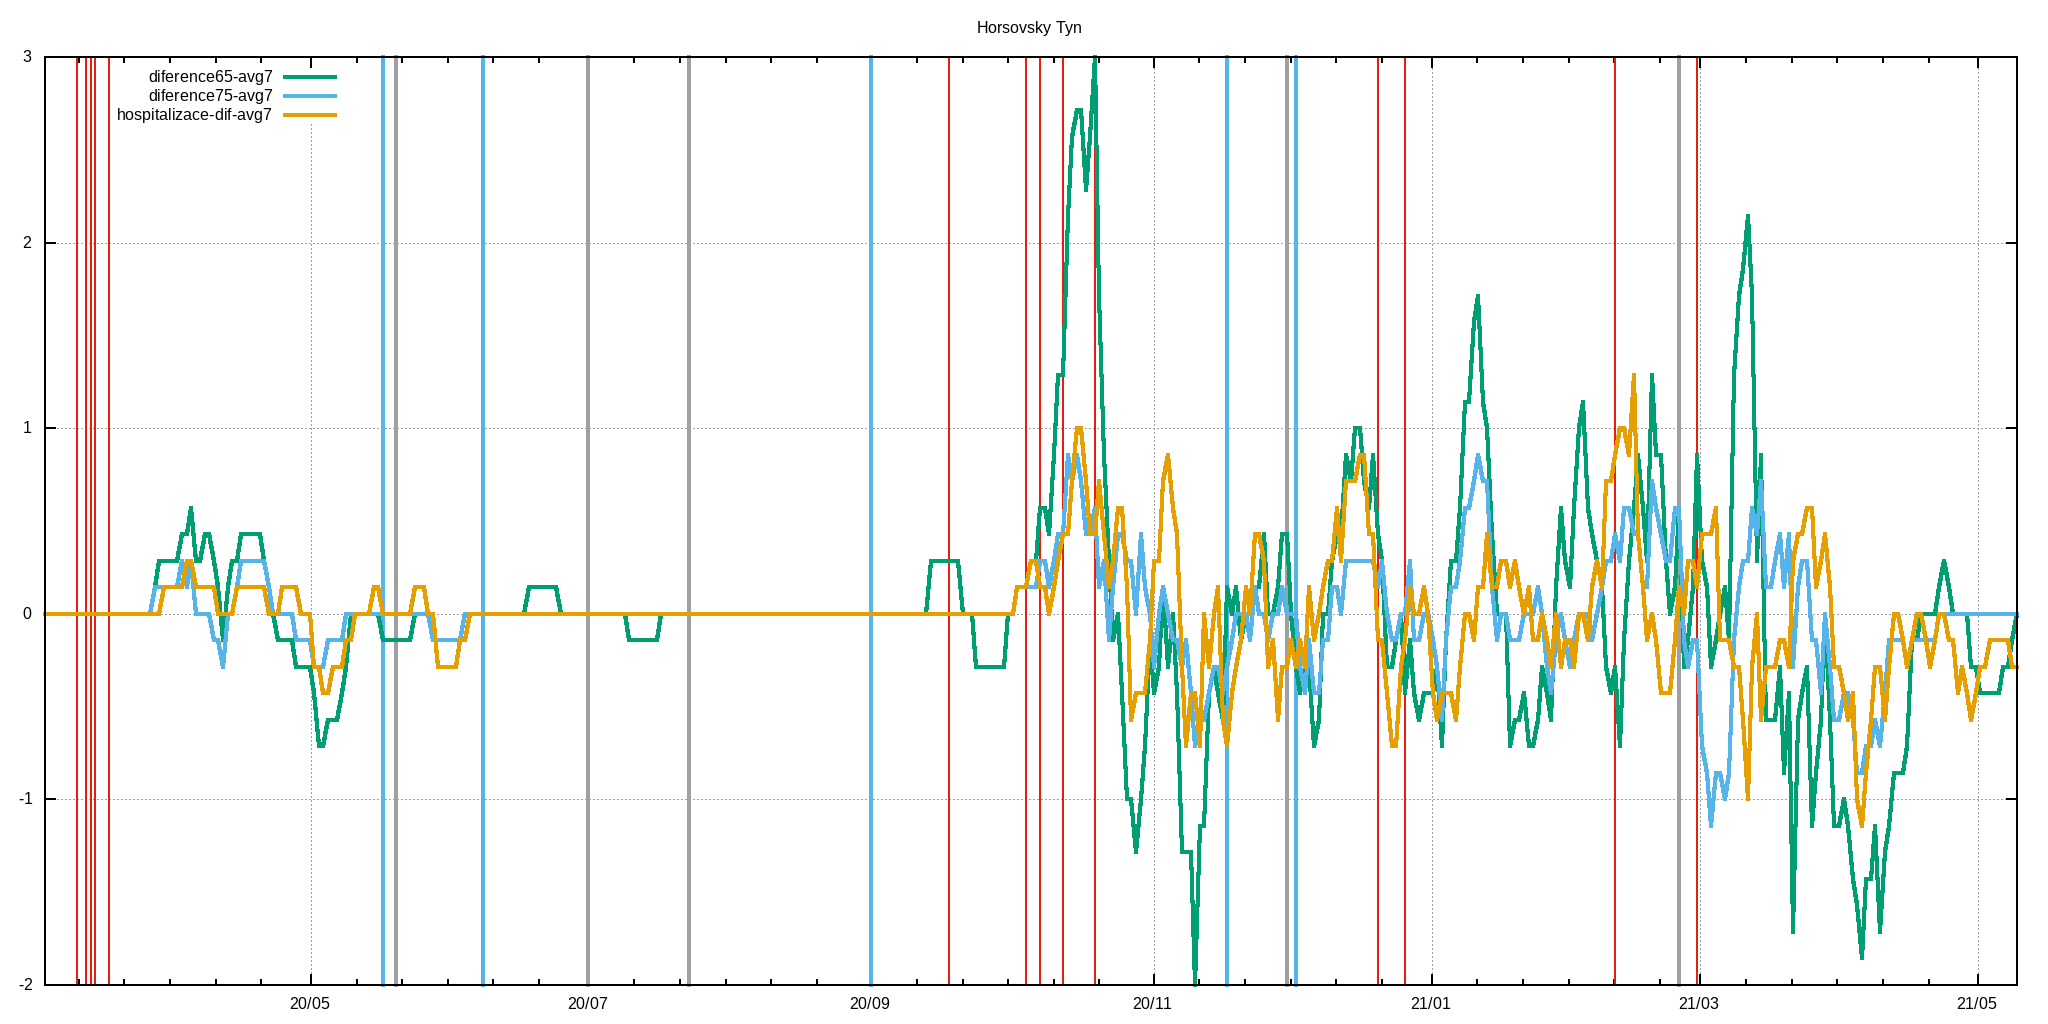 Horsovsky Tyn
diference65-avg7
diference75-avg7
hospitalizace-dif-avg7
3
2
1
0
-1
-2
20/05 20/07 20/09 20/11 21/01 21/03 21/05